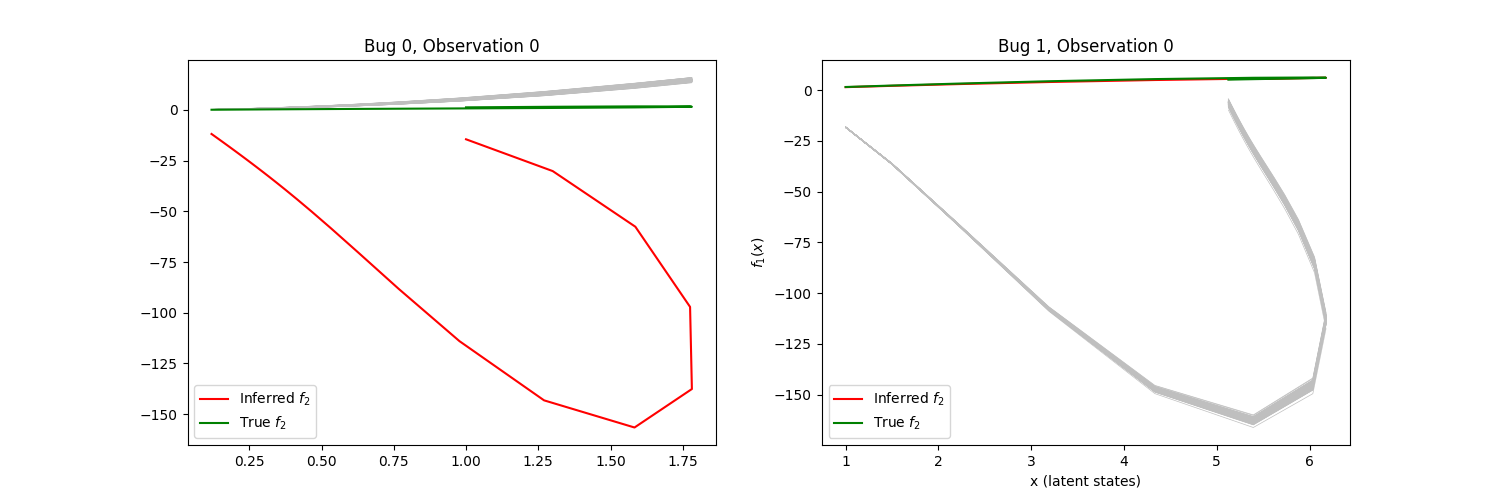 Bug 0, Observation 0
0
−25
−50
−75
−100
−125
−150
0.25 0.50 0.75 1.00 1.25 1.50 1.75
Inferred f₂
True f₂
Bug 1, Observation 0
f₁(x)
0
−25
−50
−75
−100
−125
−150
1 2 3 4 5 6
x (latent states)
Inferred f₂
True f₂